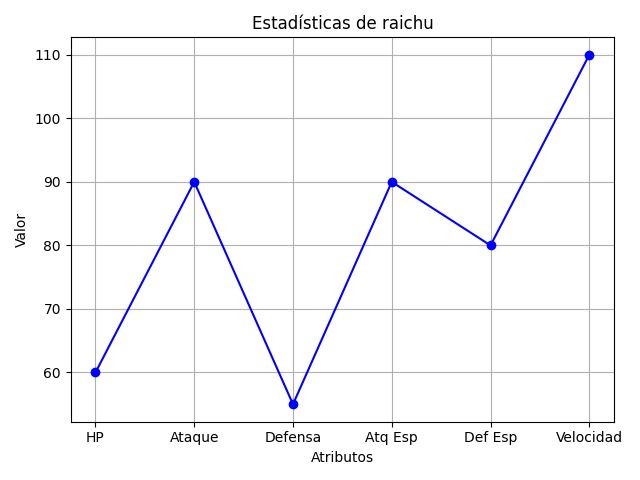 Estadísticas de raichu
Valor
110
100
90
80
70
60
HP Ataque Defensa Atq Esp Def Esp Velocidad
Atributos